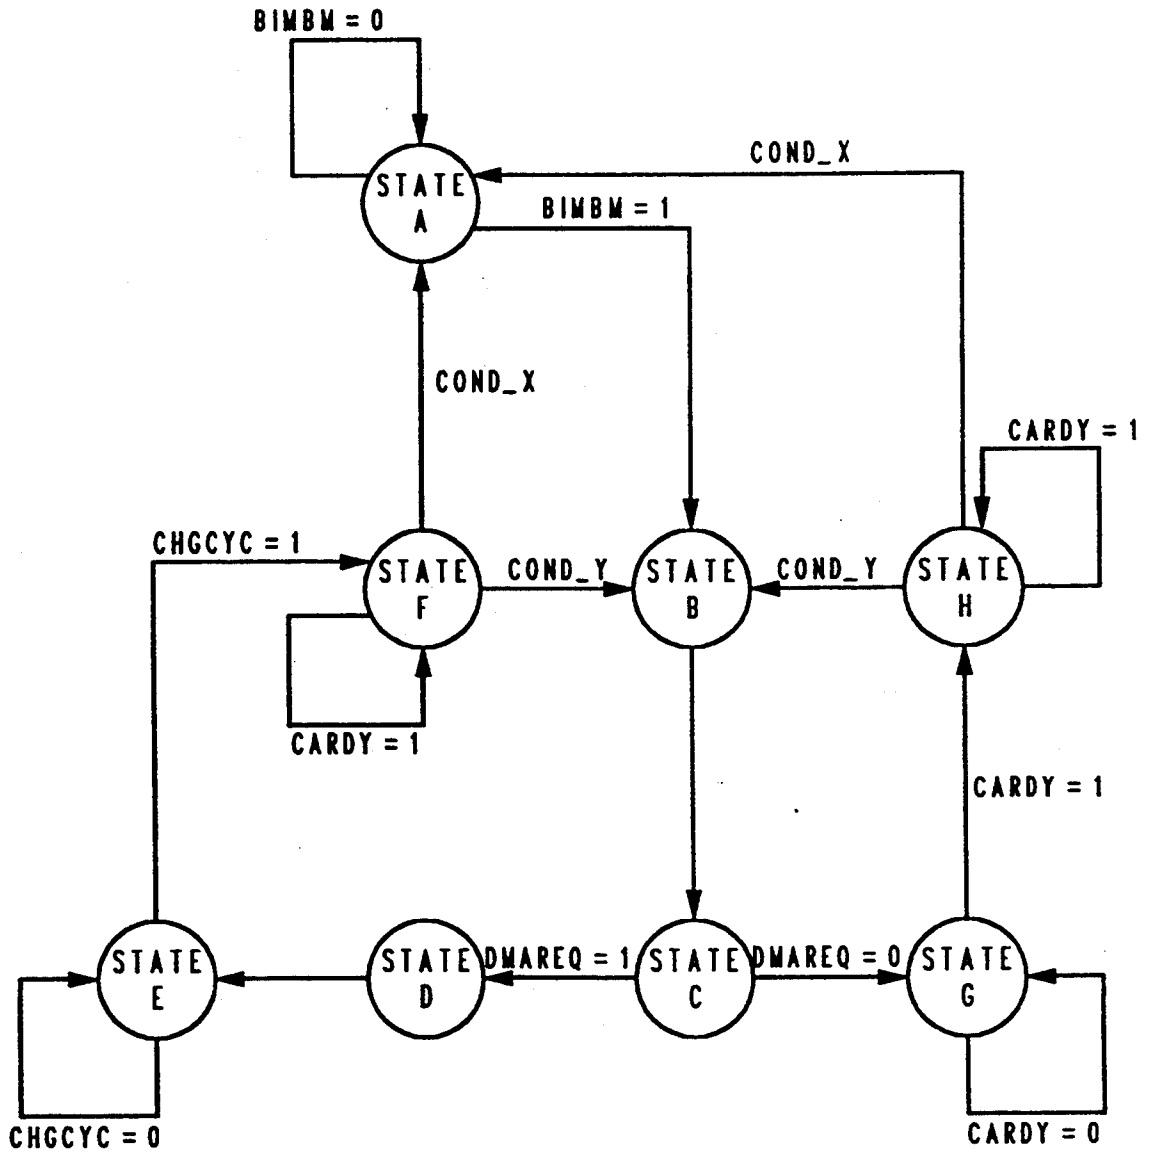 BIMBM = 0
COND_X
STATE
A
BIMBM = 1
COND_X
CARDY = 1
CHGCYC = 1
STATE
F
COND_Y
STATE
B
COND_Y
STATE
H
CARDY = 1
CARDY = 1
STATE
E
STATE
D
DMAREQ = 1
STATE
C
DMAREQ = 0
STATE
G
CHGCYC = 0
CARDY = 0